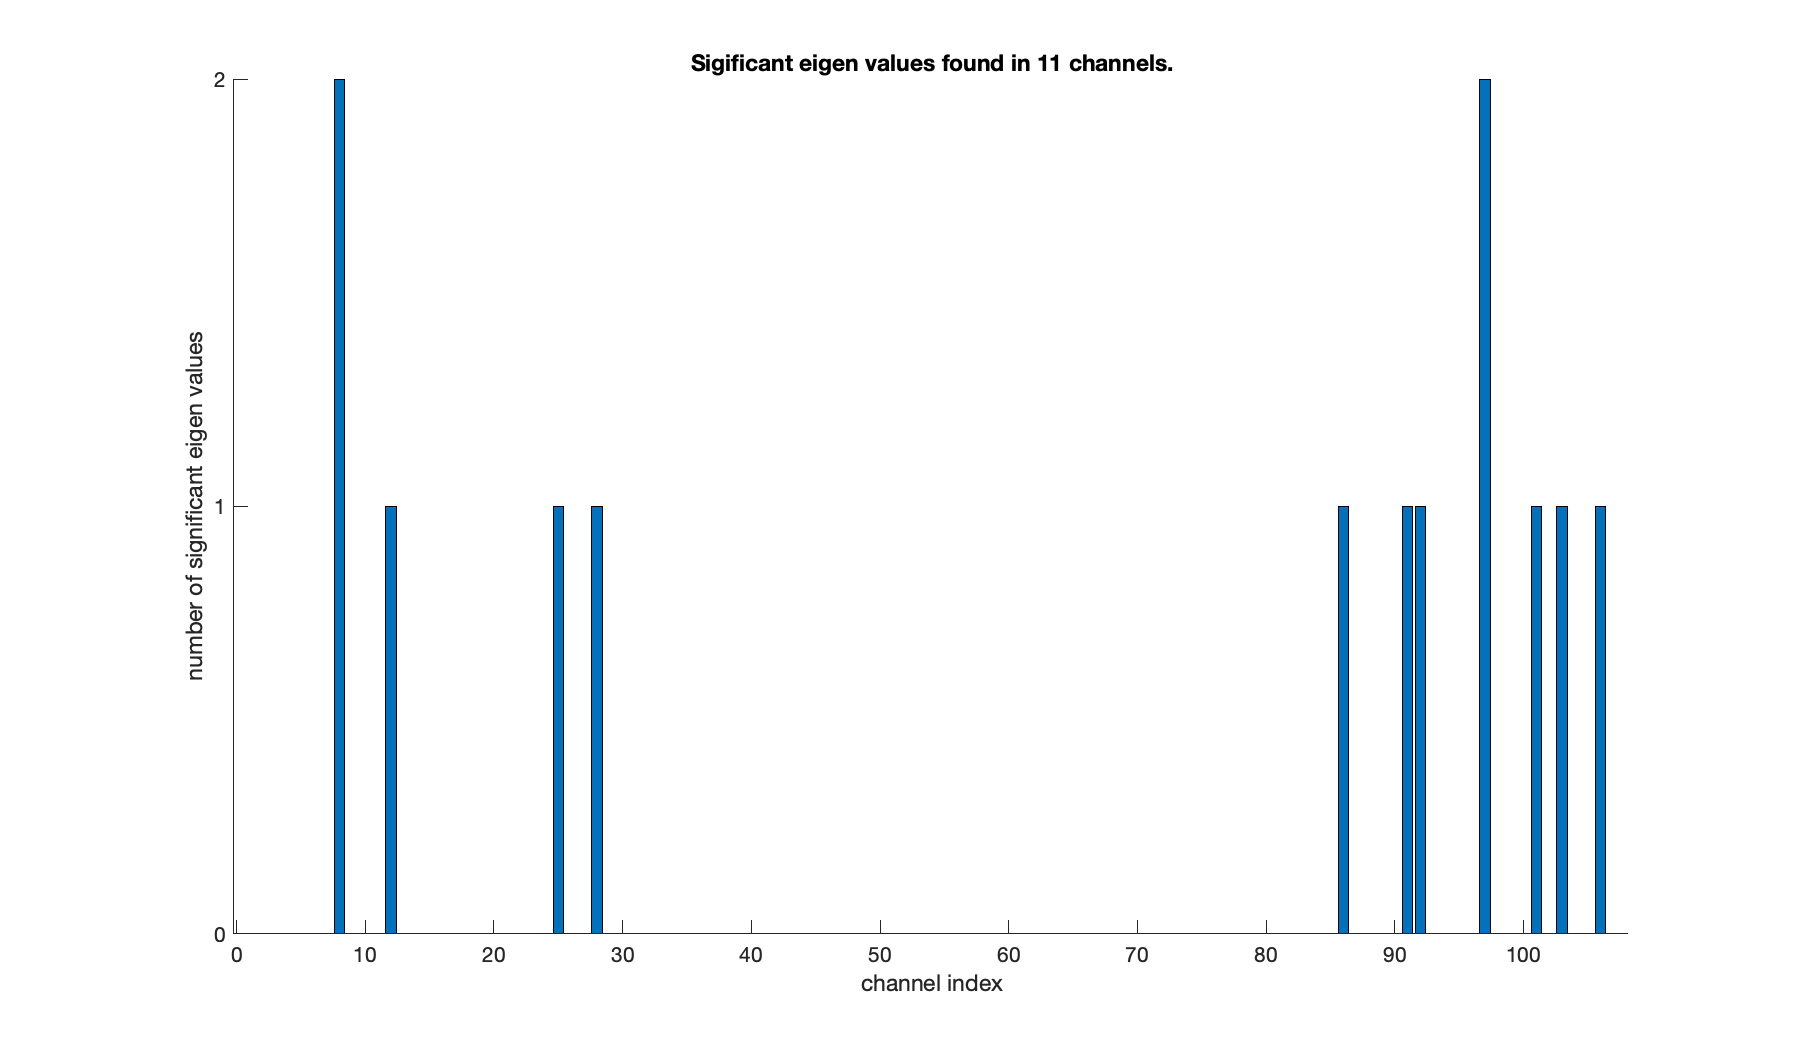 Sigificant eigen values found in 11 channels.
2
1
0
number of significant eigen values
0 10 20 30 40 50 60 70 80 90 100
channel index